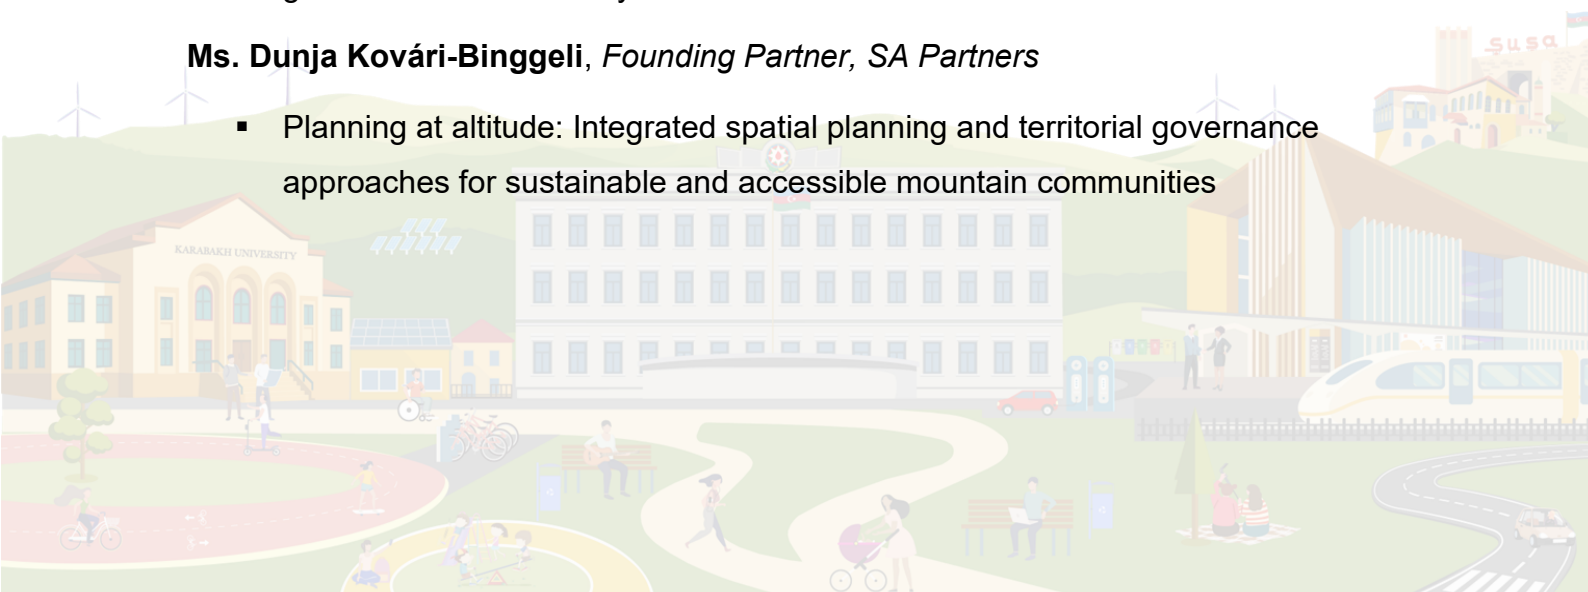 Ms. Dunja Kovári-Binggeli, Founding Partner, SA Partners
▪ Planning at altitude: Integrated spatial planning and territorial governance
approaches for sustainable and accessible mountain communities
Şuşa
KARABAKH UNIVERSITY